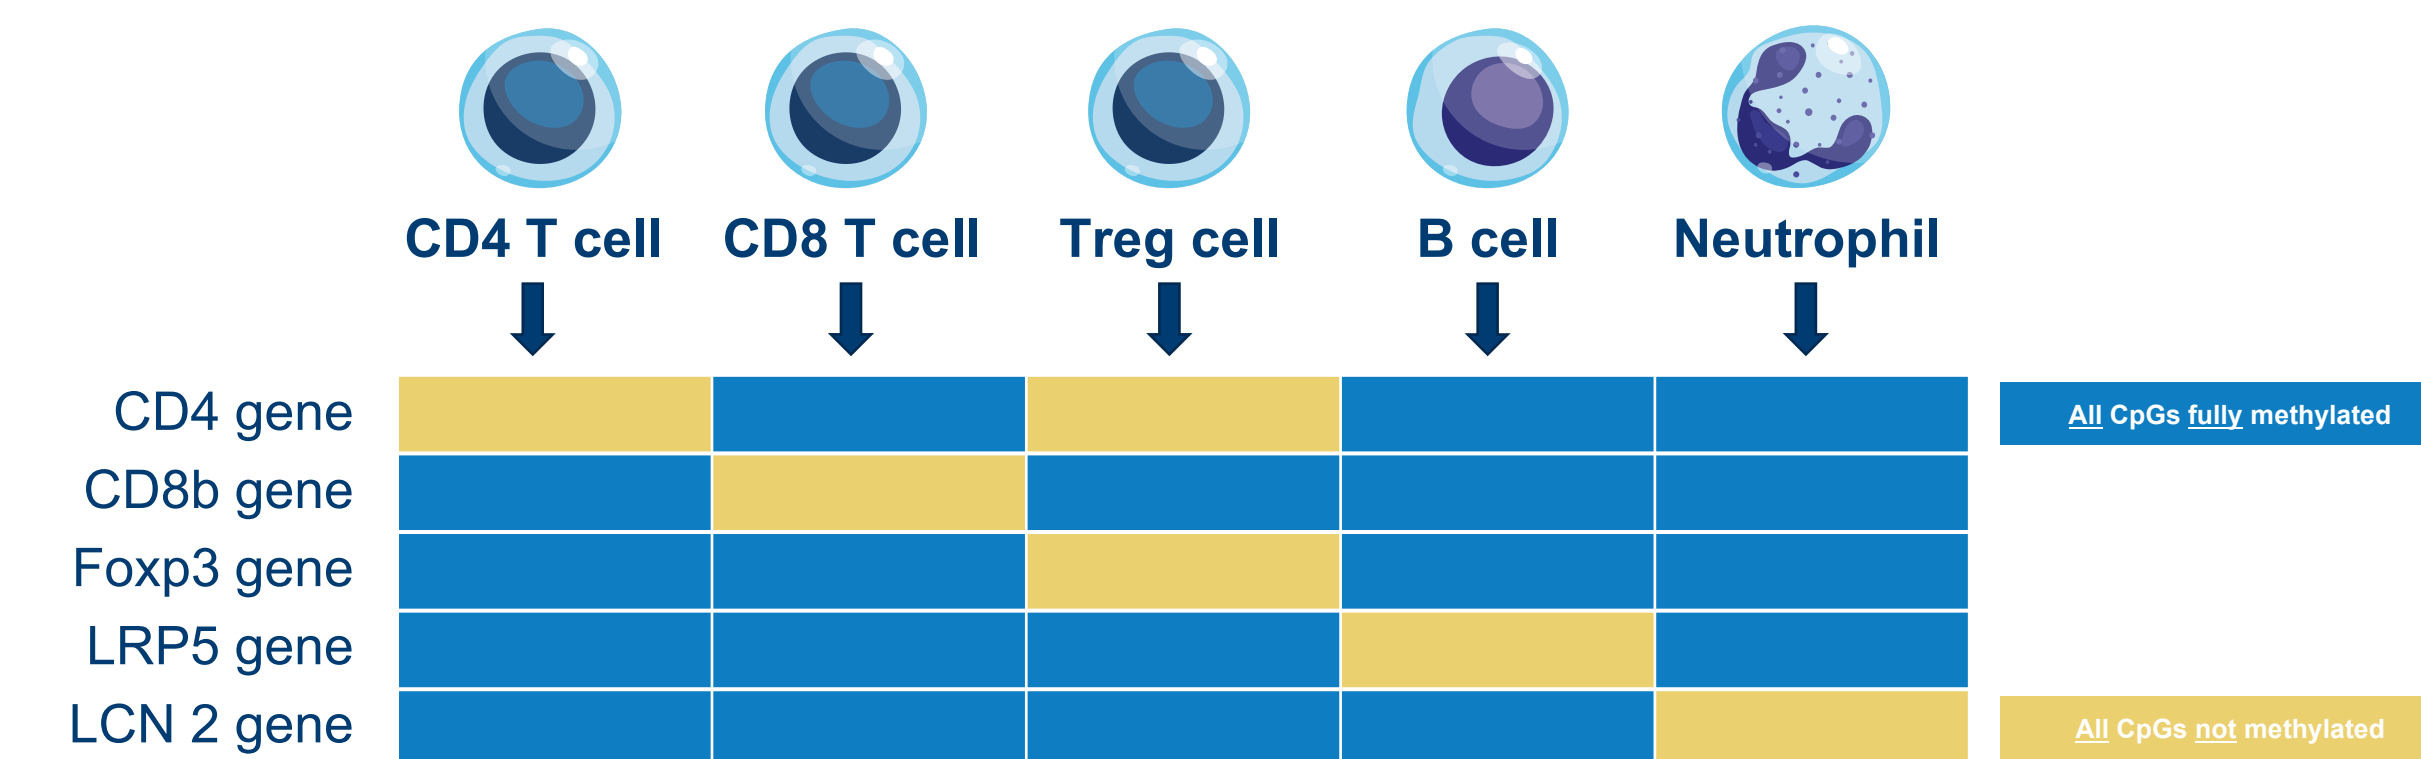 CD4 T cell CD8 T cell Treg cell B cell Neutrophil
CD4 gene
All CpGs fully methylated
CD8b gene
Foxp3 gene
LRP5 gene
LCN 2 gene
All CpGs not methylated